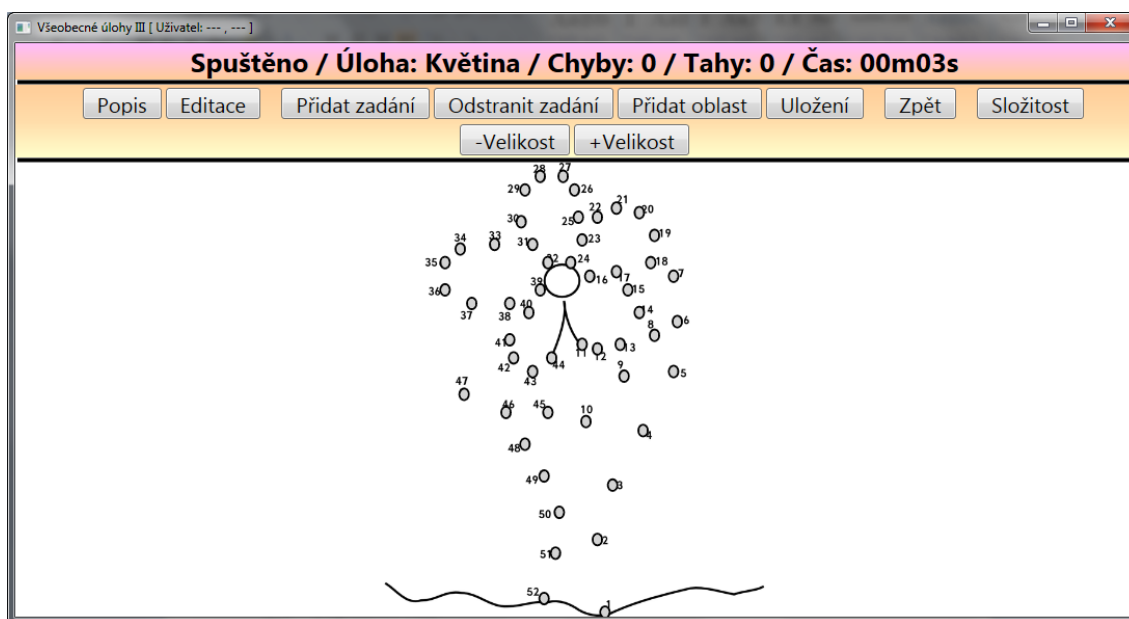 Všeobecné úlohy III [ Uživatel: --- , --- ]
Spuštěno / Úloha: Květina / Chyby: 0 / Tahy: 0 / Čas: 00m03s
Popis Editace Přidat zadání Odstranit zadání Přidat oblast Uložení Zpět Složitost
-Velikost +Velikost
28 27
29 26
22 21 20
30 25
34 33 31 23 19
35 32 24 18
36 39 16 17 15 7
37 38 40 14 6
8
41 11 12 13
42 43 44 9 5
47
46 45 10 4
48
49 3
50
51 2
52 1